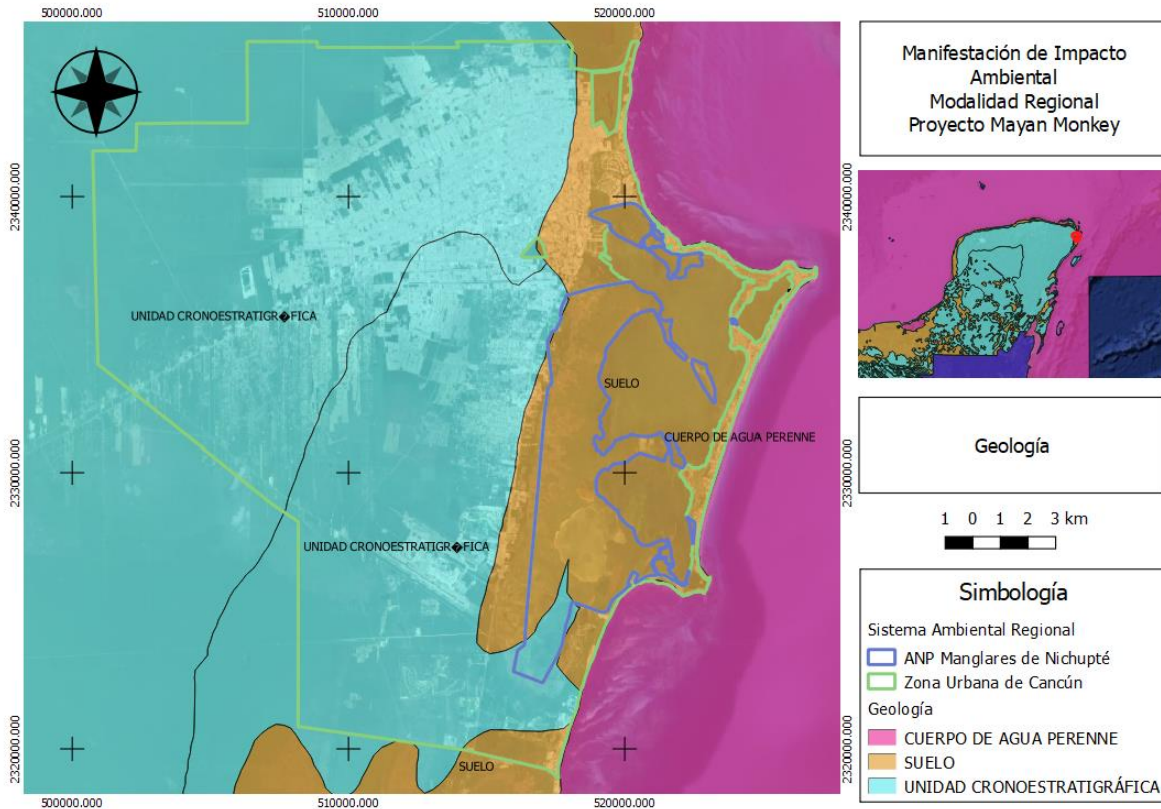 500000.000
510000.000
520000.000
2340000.000
2340000.000
2330000.000
2330000.000
2320000.000
2320000.000
UNIDAD CRONOESTRATIGR�FICA
SUELO
CUERPO DE AGUA PERENNE
UNIDAD CRONOESTRATIGR�FICA
SUELO
500000.000
510000.000
520000.000
Manifestación de Impacto
Ambiental
Modalidad Regional
Proyecto Mayan Monkey
Geología
1 0 1 2 3 km
Simbología
Sistema Ambiental Regional
ANP Manglares de Nichupté
Zona Urbana de Cancún
Geología
CUERPO DE AGUA PERENNE
SUELO
UNIDAD CRONOESTRATIGRÁFICA